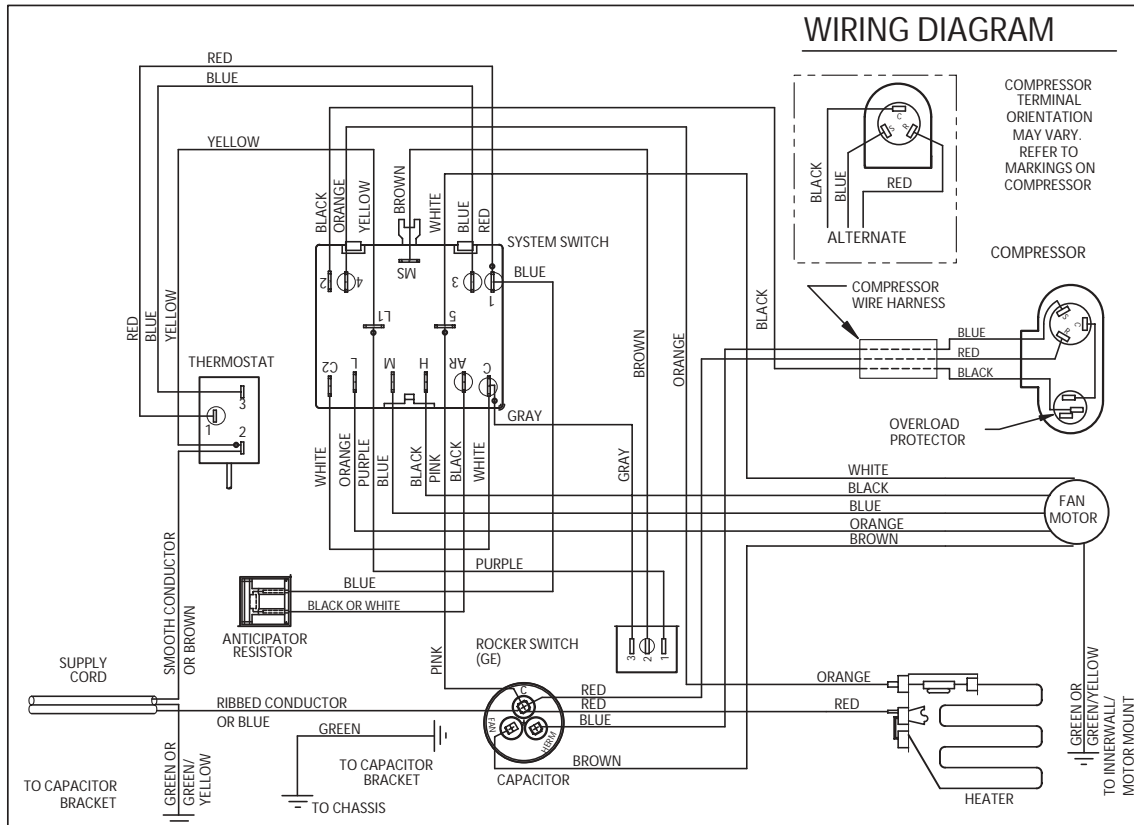 WIRING DIAGRAM
RED
BLUE
YELLOW
BLACK
ORANGE
YELLOW
BROWN
WHITE
BLUE
RED
SYSTEM SWITCH
BLUE
2
4
MS
3
1
L1
5
C2
L
M
H
AR
C
GRAY
RED
BLUE
YELLOW
THERMOSTAT
3
1
2
WHITE
ORANGE
PURPLE
BLUE
BLACK
PINK
BLACK
WHITE
GRAY
BROWN
ORANGE
BLACK
C
S
R
BLACK
BLUE
RED
ALTERNATE
COMPRESSOR
TERMINAL
ORIENTATION
MAY VARY.
REFER TO
MARKINGS ON
COMPRESSOR
COMPRESSOR
COMPRESSOR
WIRE HARNESS
BLUE
RED
BLACK
S
C
R
OVERLOAD
PROTECTOR
WHITE
BLACK
BLUE
ORANGE
BROWN
FAN
MOTOR
PURPLE
BLUE
BLACK OR WHITE
ANTICIPATOR
RESISTOR
SMOOTH CONDUCTOR
OR BROWN
ROCKER SWITCH
(GE)
3
2
1
PINK
SUPPLY
CORD
RIBBED CONDUCTOR
OR BLUE
GREEN
TO CAPACITOR
BRACKET
TO CHASSIS
C
FAN
HERM
CAPACITOR
RED
RED
BLUE
BROWN
ORANGE
RED
HEATER
GREEN OR
GREEN/YELLOW
TO INNERWALL/
MOTOR MOUNT
TO CAPACITOR
BRACKET
GREEN OR
GREEN/
YELLOW